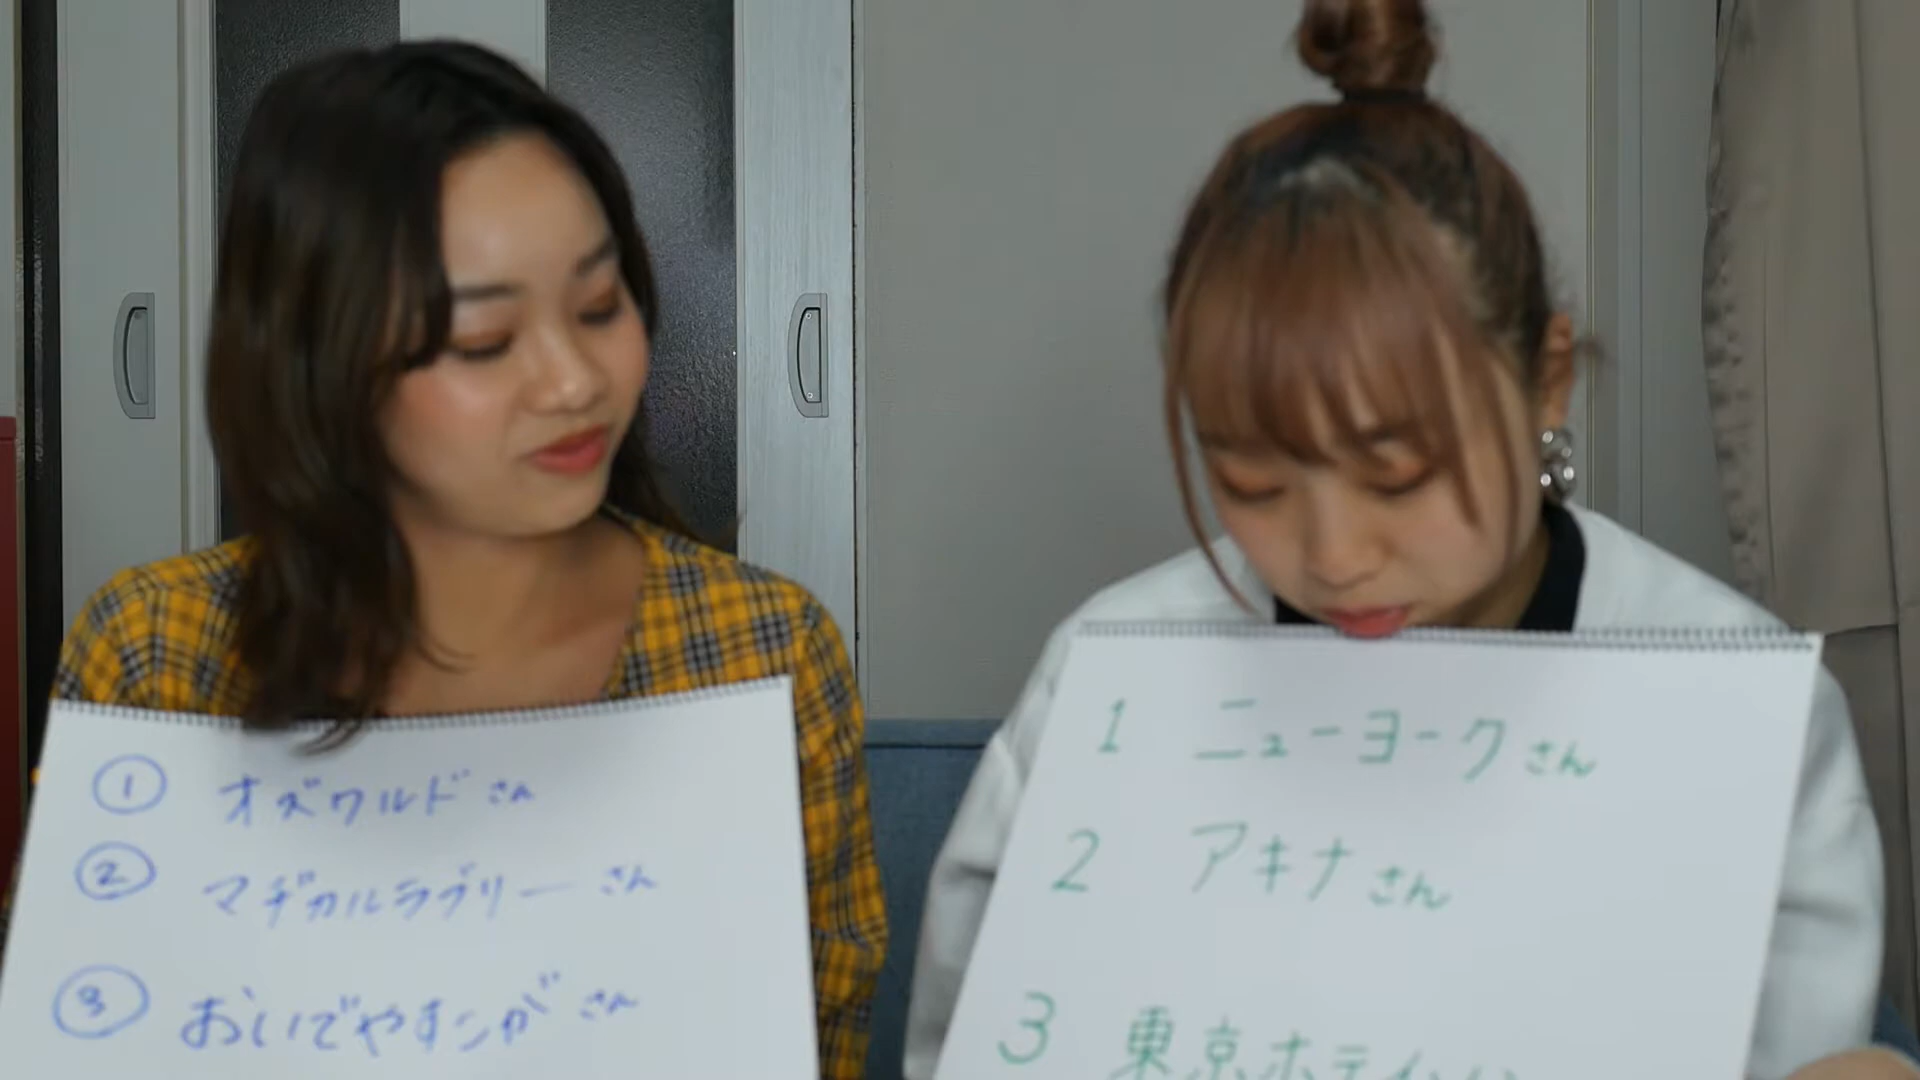 ① オズワルドさん
② マヂカルラブリーさん
③ おいでやすこがさん
1 ニューヨークさん
2 アキナさん
3 東京ホテイソ